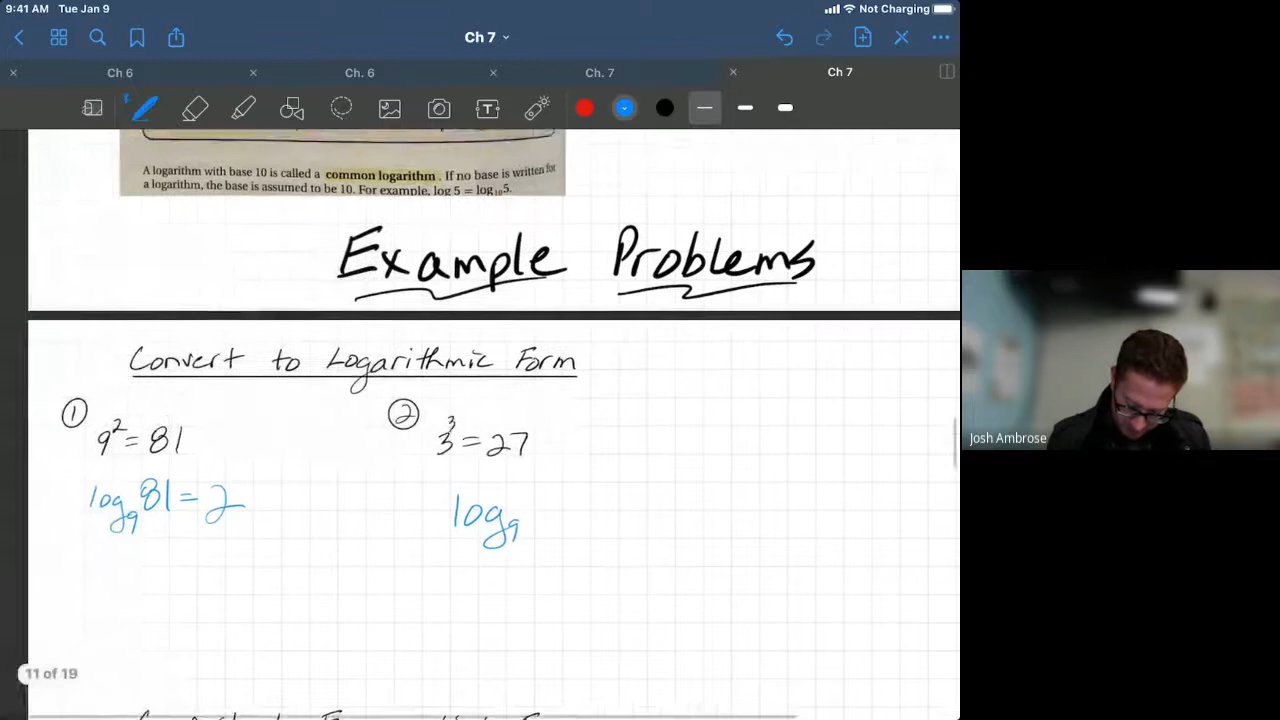 9:41 AM Tue Jan 9
Not Charging
Ch 7
Ch 6
Ch. 6
Ch. 7
Ch 7
A logarithm with base 10 is called a common logarithm. If no base is written for
a logarithm, the base is assumed to be 10. For example, log 5 = log₁₀5.
Example Problems
Convert to Logarithmic Form
① 9² = 81
② 3³ = 27
log₉ 81 = 2
log₉
11 of 19
Josh Ambrose